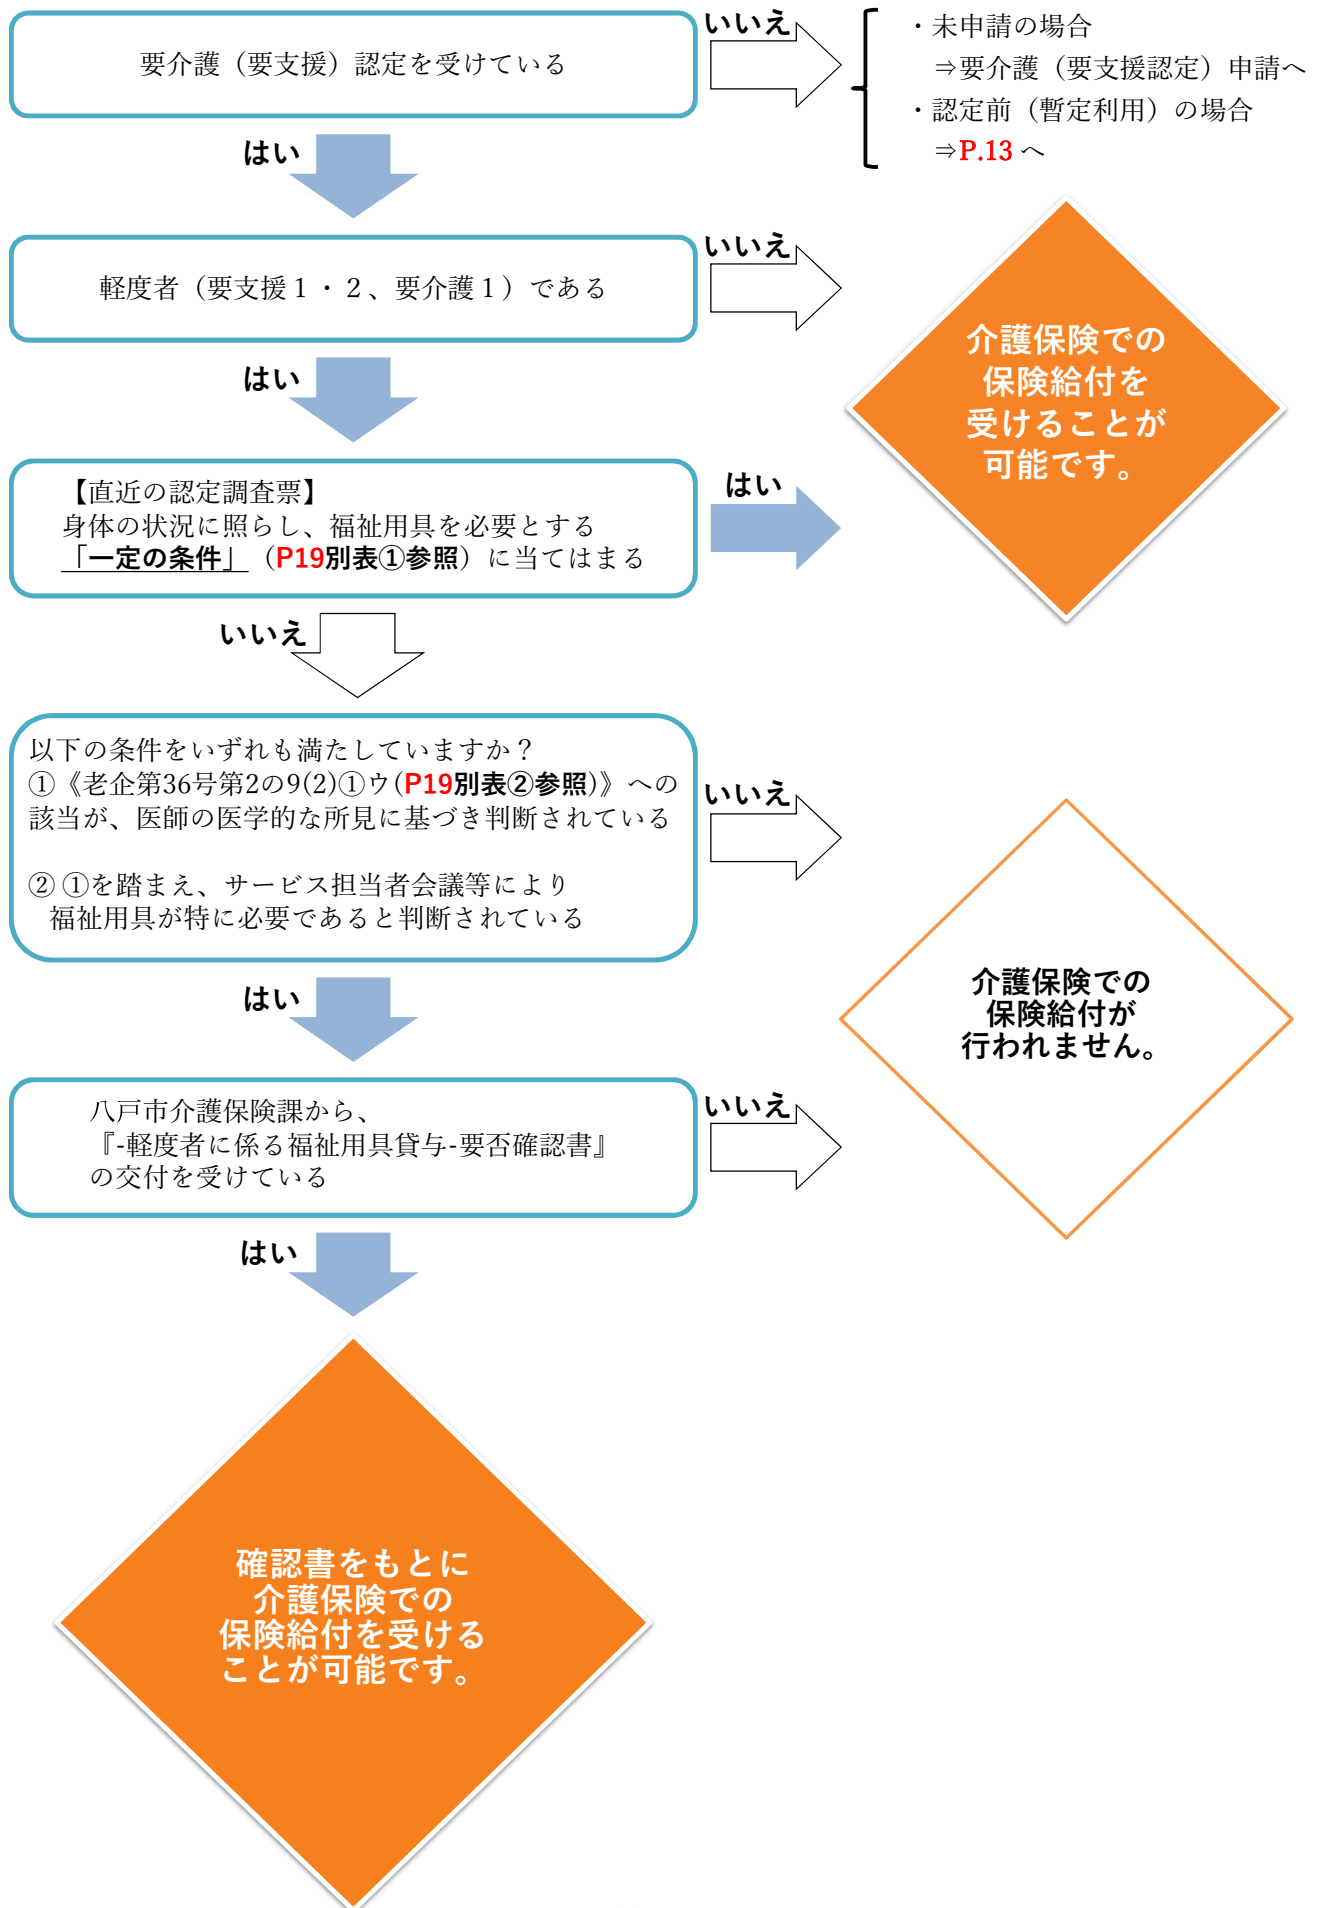 要介護（要支援）認定を受けている
いいえ
・未申請の場合
⇒要介護（要支援認定）申請へ
・認定前（暫定利用）の場合
⇒P.13 へ
はい
軽度者（要支援１・２、要介護１）である
いいえ
介護保険での
保険給付を
受けることが
可能です。
はい
【直近の認定調査票】
身体の状況に照らし、福祉用具を必要とする
「一定の条件」（P19別表①参照）に当てはまる
はい
いいえ
以下の条件をいずれも満たしていますか？
①《老企第36号第2の9(2)①ウ(P19別表②参照)》への
該当が、医師の医学的な所見に基づき判断されている
② ①を踏まえ、サービス担当者会議等により
福祉用具が特に必要であると判断されている
いいえ
介護保険での
保険給付が
行われません。
はい
八戸市介護保険課から、
『-軽度者に係る福祉用具貸与-要否確認書』
の交付を受けている
いいえ
はい
確認書をもとに
介護保険での
保険給付を受ける
ことが可能です。